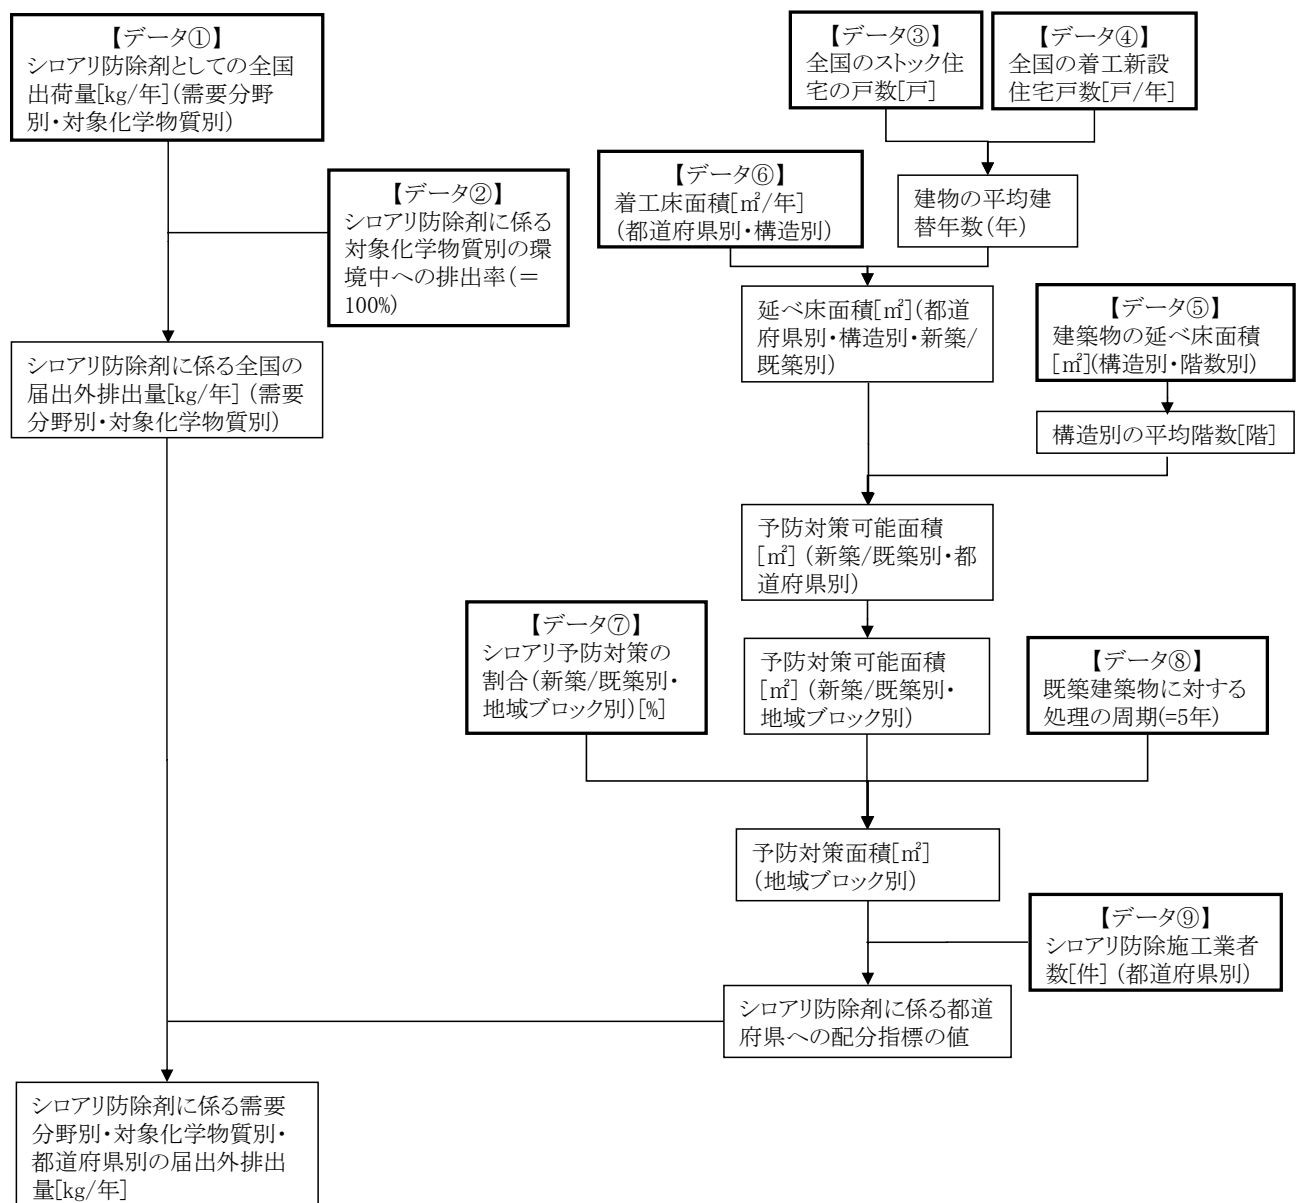 【データ①】
シロアリ防除剤としての全国
出荷量[kg/年](需要分野
別・対象化学物質別)
【データ③】
全国のストック住
宅の戸数[戸]
【データ④】
全国の着工新設
住宅戸数[戸/年]
【データ②】
シロアリ防除剤に係る
対象化学物質別の環
境中への排出率(=
100%)
【データ⑥】
着工床面積[㎡/年]
(都道府県別・構造別)
建物の平均建
替年数(年)
延べ床面積[㎡](都道
府県別・構造別・新築/
既築別)
【データ⑤】
建築物の延べ床面積
[㎡](構造別・階数別)
シロアリ防除剤に係る全国の
届出外排出量[kg/年] (需要
分野別・対象化学物質別)
構造別の平均階数[階]
予防対策可能面積
[㎡] (新築/既築別・都
道府県別)
【データ⑦】
シロアリ予防対策の
割合(新築/既築別・
地域ブロック別)[%]
予防対策可能面積
[㎡] (新築/既築別・
地域ブロック別)
【データ⑧】
既築建築物に対する
処理の周期(=5年)
予防対策面積[㎡]
(地域ブロック別)
【データ⑨】
シロアリ防除施工業者
数[件] (都道府県別)
シロアリ防除剤に係る都道
府県への配分指標の値
シロアリ防除剤に係る需要
分野別・対象化学物質別・
都道府県別の届出外排出
量[kg/年]